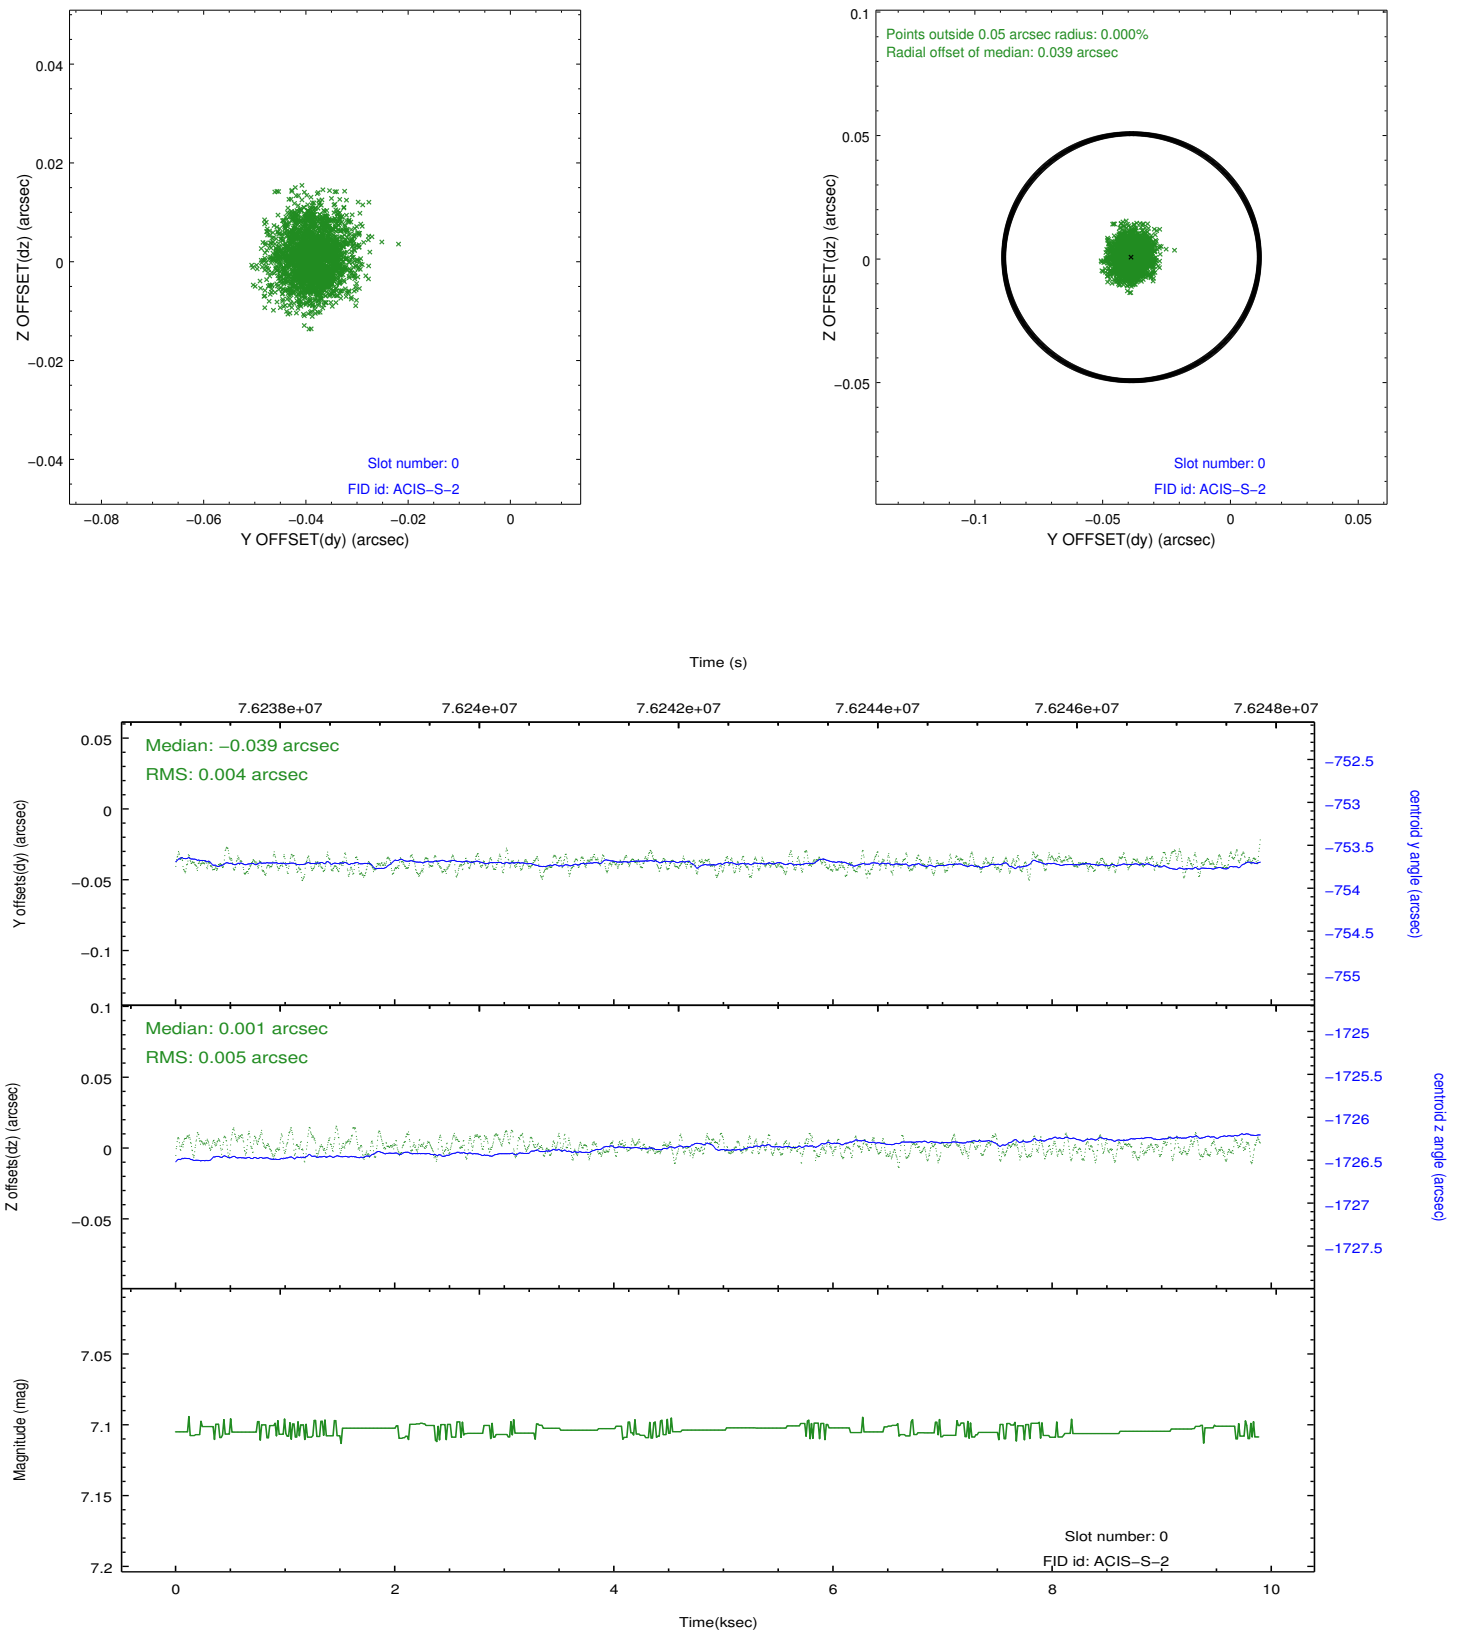 0.04
0.02
0
−0.02
−0.04
Z OFFSET(dz) (arcsec)
Slot number: 0
FID id: ACIS−S−2
−0.08 −0.06 −0.04 −0.02 0
Y OFFSET(dy) (arcsec)
Points outside 0.05 arcsec radius: 0.000%
Radial offset of median: 0.039 arcsec
0.1
0.05
0
−0.05
Z OFFSET(dz) (arcsec)
Slot number: 0
FID id: ACIS−S−2
−0.1 −0.05 0 0.05
Y OFFSET(dy) (arcsec)
Time (s)
7.6238e+07 7.624e+07 7.6242e+07 7.6244e+07 7.6246e+07 7.6248e+07
Median: −0.039 arcsec
RMS: 0.004 arcsec
0.05
0
−0.05
−0.1
Y offsets(dy) (arcsec)
−752.5
−753
−753.5
−754
−754.5
−755
centroid y angle (arcsec)
Median: 0.001 arcsec
RMS: 0.005 arcsec
0.1
0.05
0
−0.05
Z offsets(dz) (arcsec)
−1725
−1725.5
−1726
−1726.5
−1727
−1727.5
centroid z angle (arcsec)
7.05
7.1
7.15
7.2
Magnitude (mag)
Slot number: 0
FID id: ACIS−S−2
0 2 4 6 8 10
Time(ksec)